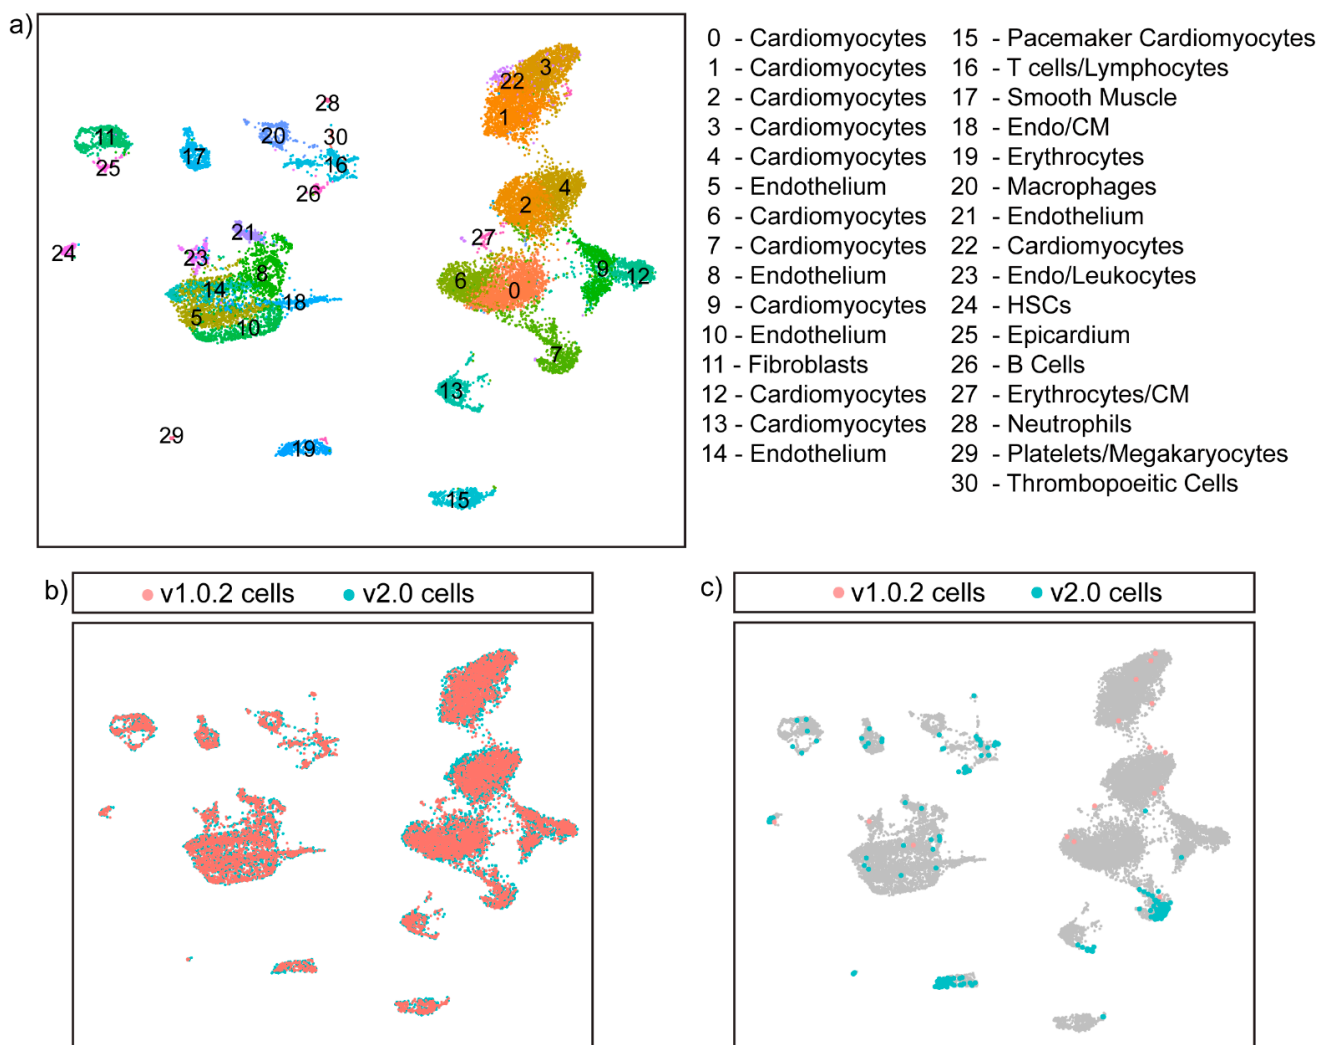 a)
0 - Cardiomyocytes
1 - Cardiomyocytes
2 - Cardiomyocytes
3 - Cardiomyocytes
4 - Cardiomyocytes
5 - Endothelium
6 - Cardiomyocytes
7 - Cardiomyocytes
8 - Endothelium
9 - Cardiomyocytes
10 - Endothelium
11 - Fibroblasts
12 - Cardiomyocytes
13 - Cardiomyocytes
14 - Endothelium
15 - Pacemaker Cardiomyocytes
16 - T cells/Lymphocytes
17 - Smooth Muscle
18 - Endo/CM
19 - Erythrocytes
20 - Macrophages
21 - Endothelium
22 - Cardiomyocytes
23 - Endo/Leukocytes
24 - HSCs
25 - Epicardium
26 - B Cells
27 - Erythrocytes/CM
28 - Neutrophils
29 - Platelets/Megakaryocytes
30 - Thrombopoeitic Cells
3
22
1
28
11
20
30
17
16
25
26
4
2
27
24
21
23
8
9
12
6
14
0
18
5
10
7
13
29
19
15
b)
v1.0.2 cells
v2.0 cells
c)
v1.0.2 cells
v2.0 cells